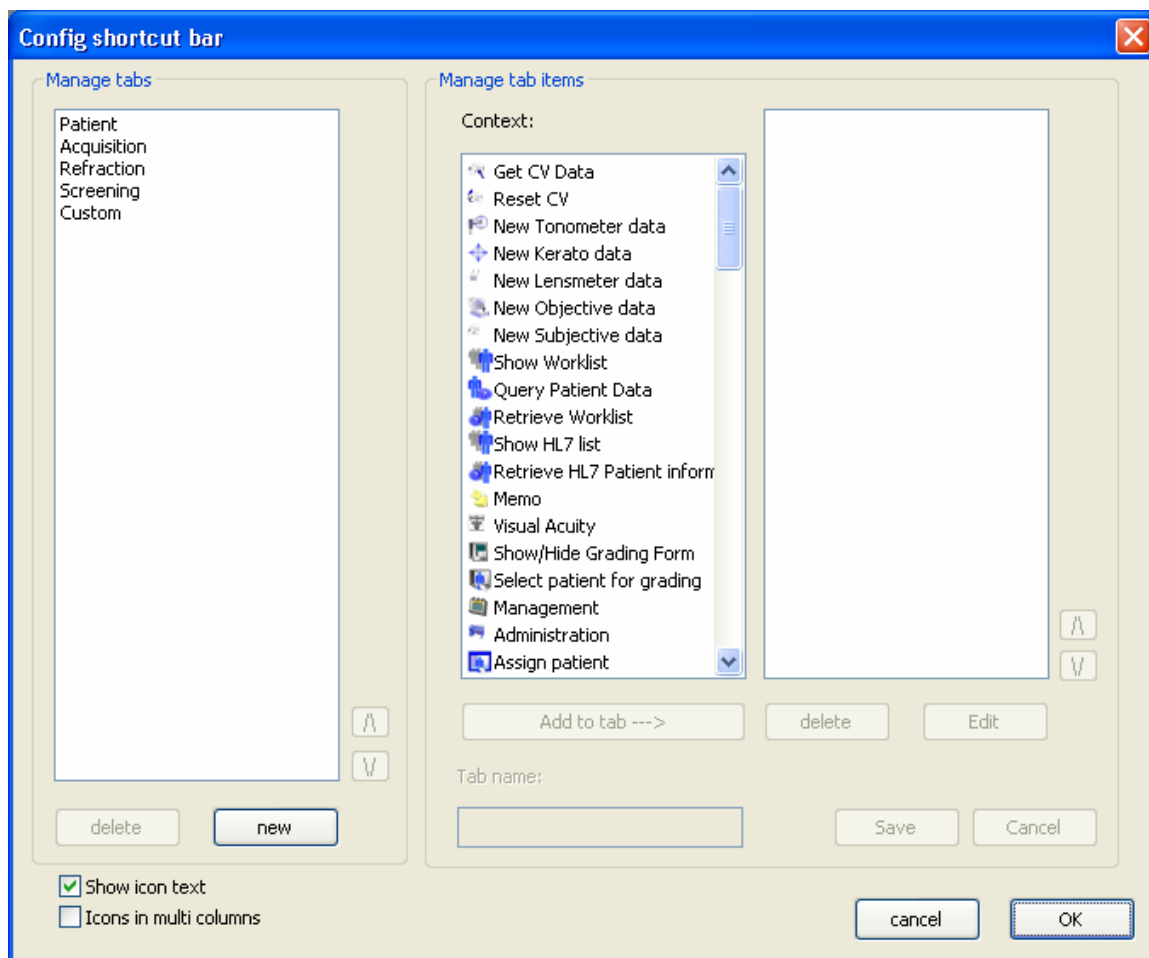 Config shortcut bar
Manage tabs
Patient
Acquisition
Refraction
Screening
Custom
/\
\/
delete
new
Manage tab items
Context:
Get CV Data
Reset CV
New Tonometer data
New Kerato data
New Lensmeter data
New Objective data
New Subjective data
Show Worklist
Query Patient Data
Retrieve Worklist
Show HL7 list
Retrieve HL7 Patient inform
Memo
Visual Acuity
Show/Hide Grading Form
Select patient for grading
Management
Administration
Assign patient
/\
\/
Add to tab --->
delete
Edit
Tab name:
Save
Cancel
Show icon text
Icons in multi columns
cancel
OK